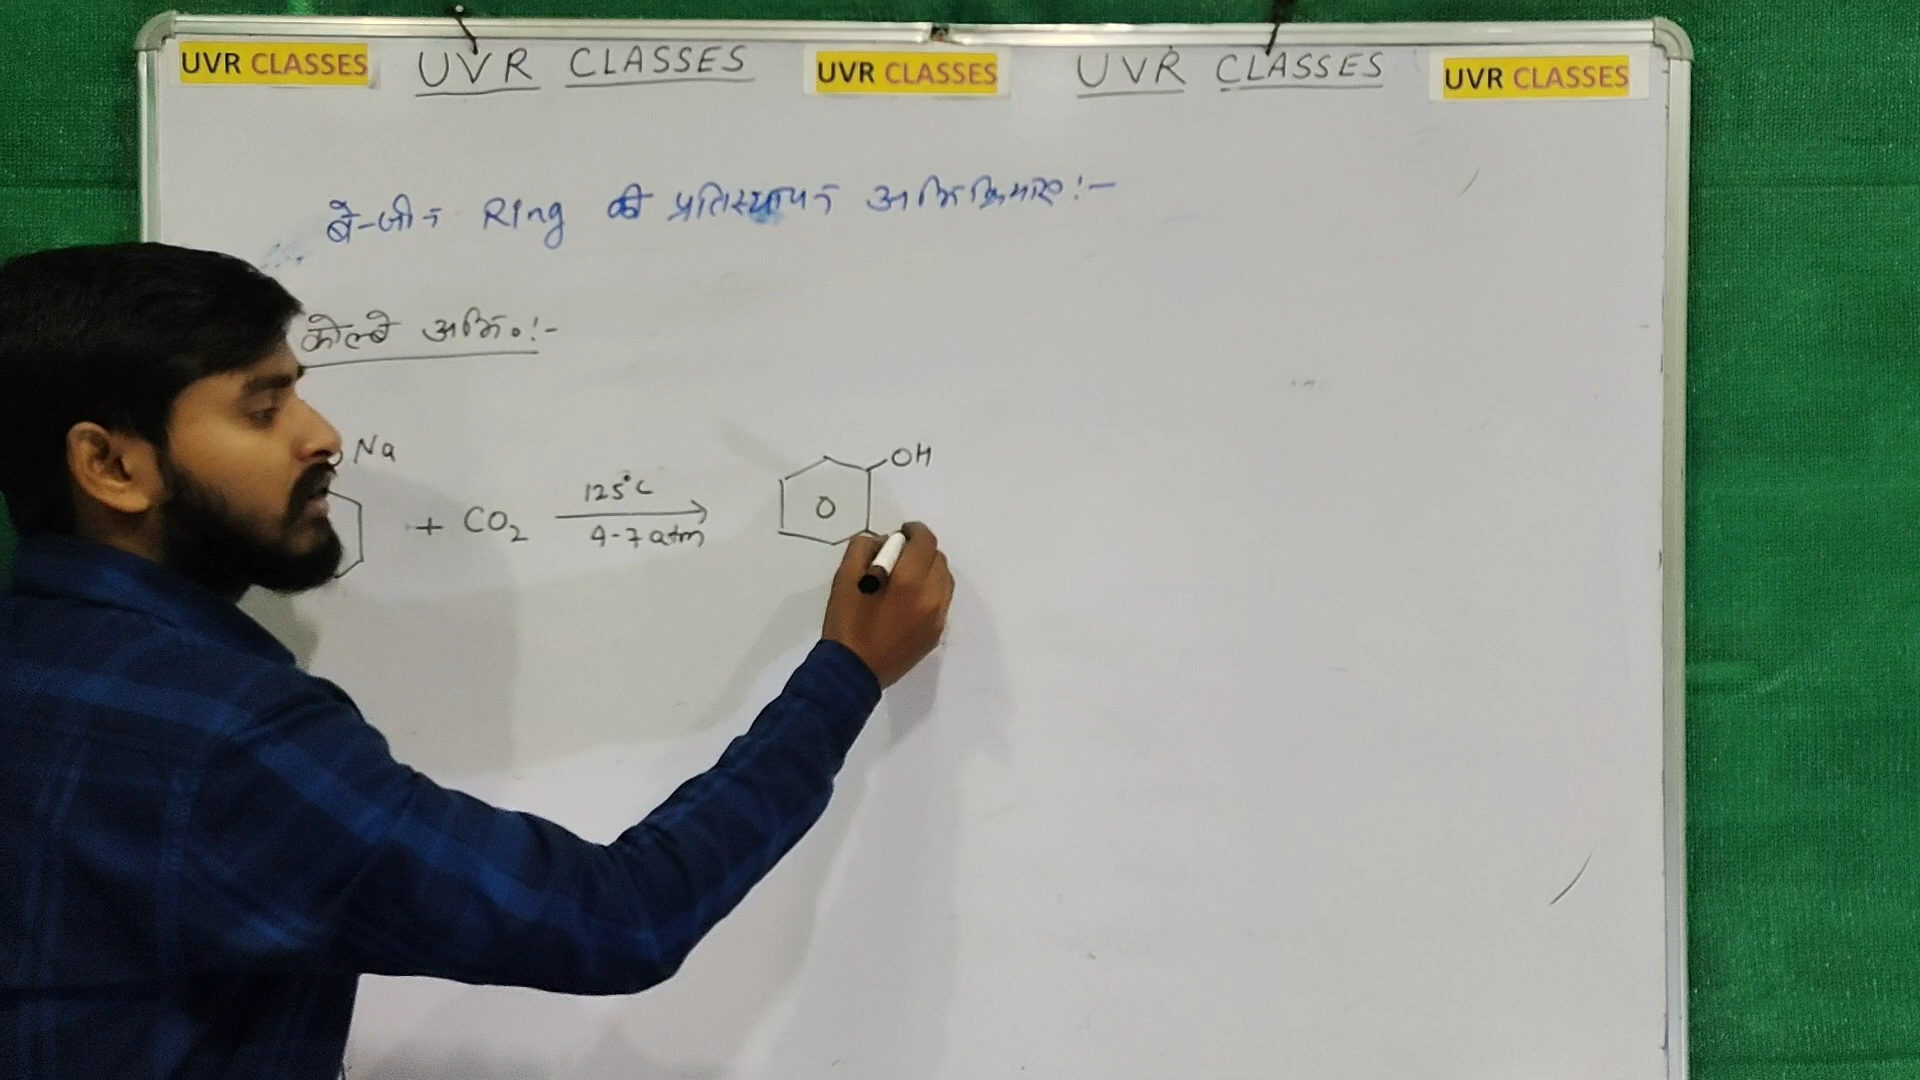 UVR CLASSES UVR CLASSES UVR CLASSES UVR CLASSES UVR CLASSES
बेन्जीन Ring की प्रतिस्थापन अभिक्रियाएं:-
कोल्बे अभि०:-
Na
OH
125°C
+ CO2
4-7 atm